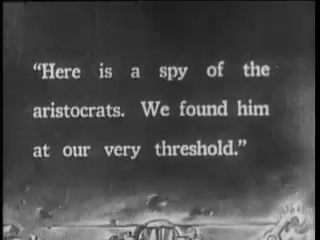 “Here is a spy of the
aristocrats. We found him
at our very threshold.”